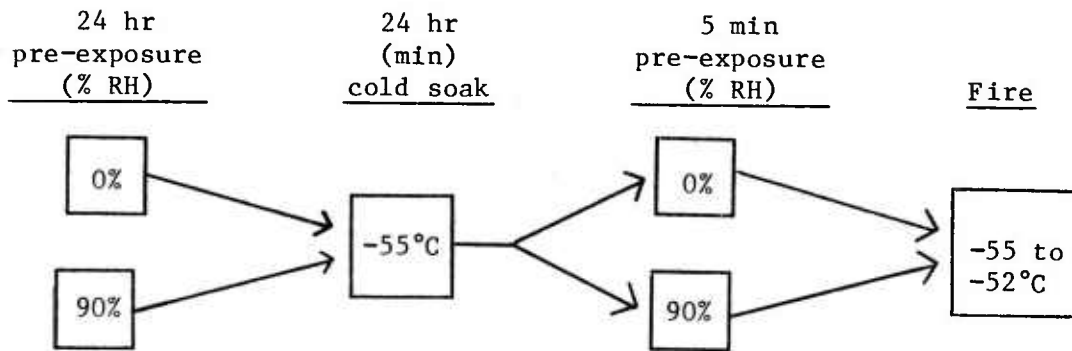 24 hr
pre-exposure
(% RH)
24 hr
(min)
cold soak
5 min
pre-exposure
(% RH)
Fire
0%
90%
-55°C
0%
90%
-55 to
-52°C